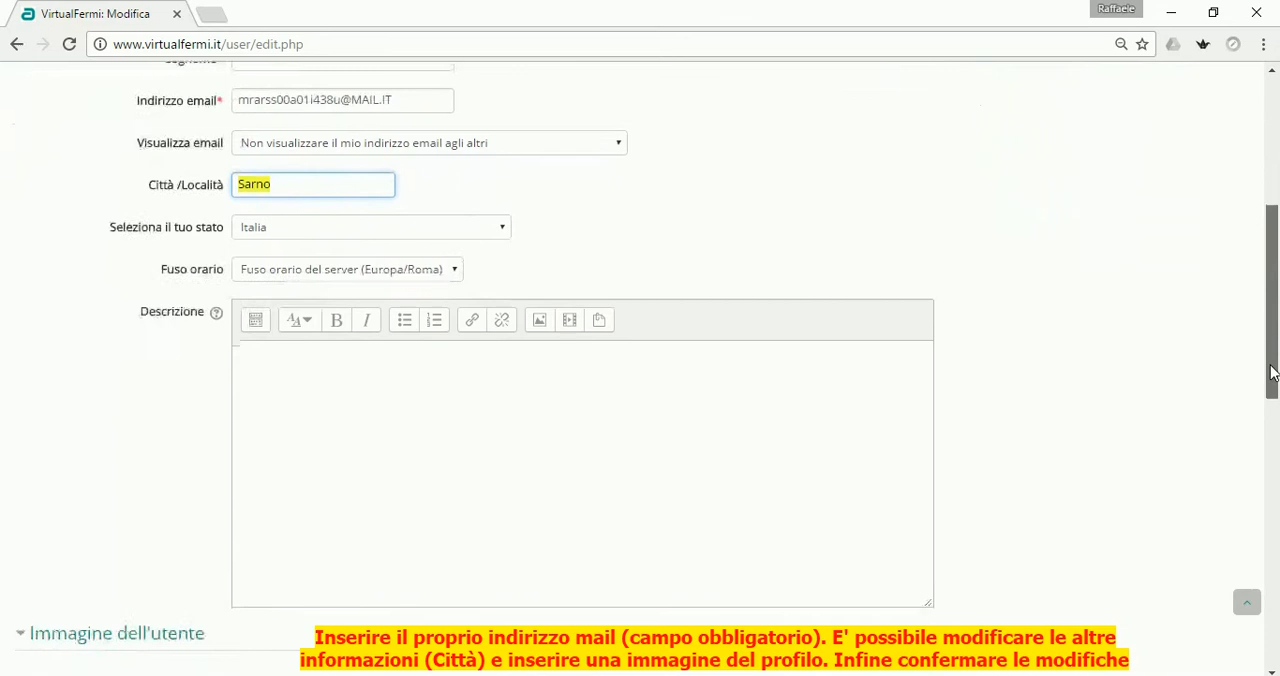 VirtualFermi: Modifica
Raffaele
www.virtualfermi.it/user/edit.php
Indirizzo email*
mrarss00a01i438u@MAIL.IT
Visualizza email
Non visualizzare il mio indirizzo email agli altri
Città /Località
Sarno
Seleziona il tuo stato
Italia
Fuso orario
Fuso orario del server (Europa/Roma)
Descrizione
Immagine dell'utente
Inserire il proprio indirizzo mail (campo obbligatorio). E' possibile modificare le altre
informazioni (Città) e inserire una immagine del profilo. Infine confermare le modifiche